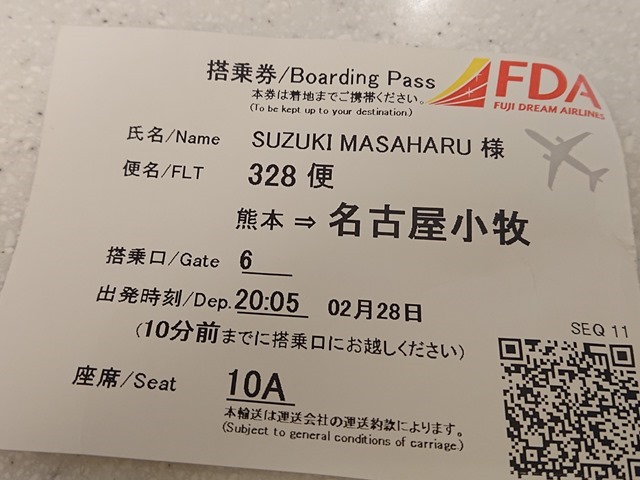 搭乗券/Boarding Pass
本券は着地までご携帯ください。
(To be kept up to your destination.)
FDA
FUJI DREAM AIRLINES
氏名/Name SUZUKI MASAHARU 様
便名/FLT 328 便
熊本 ⇒ 名古屋小牧
搭乗口/Gate 6
出発時刻/Dep. 20:05 02月28日
(10分前までに搭乗口にお越しください)
SEQ 11
座席/Seat 10A
本輸送は運送会社の運送約款によります。
(Subject to general conditions of carriage.)